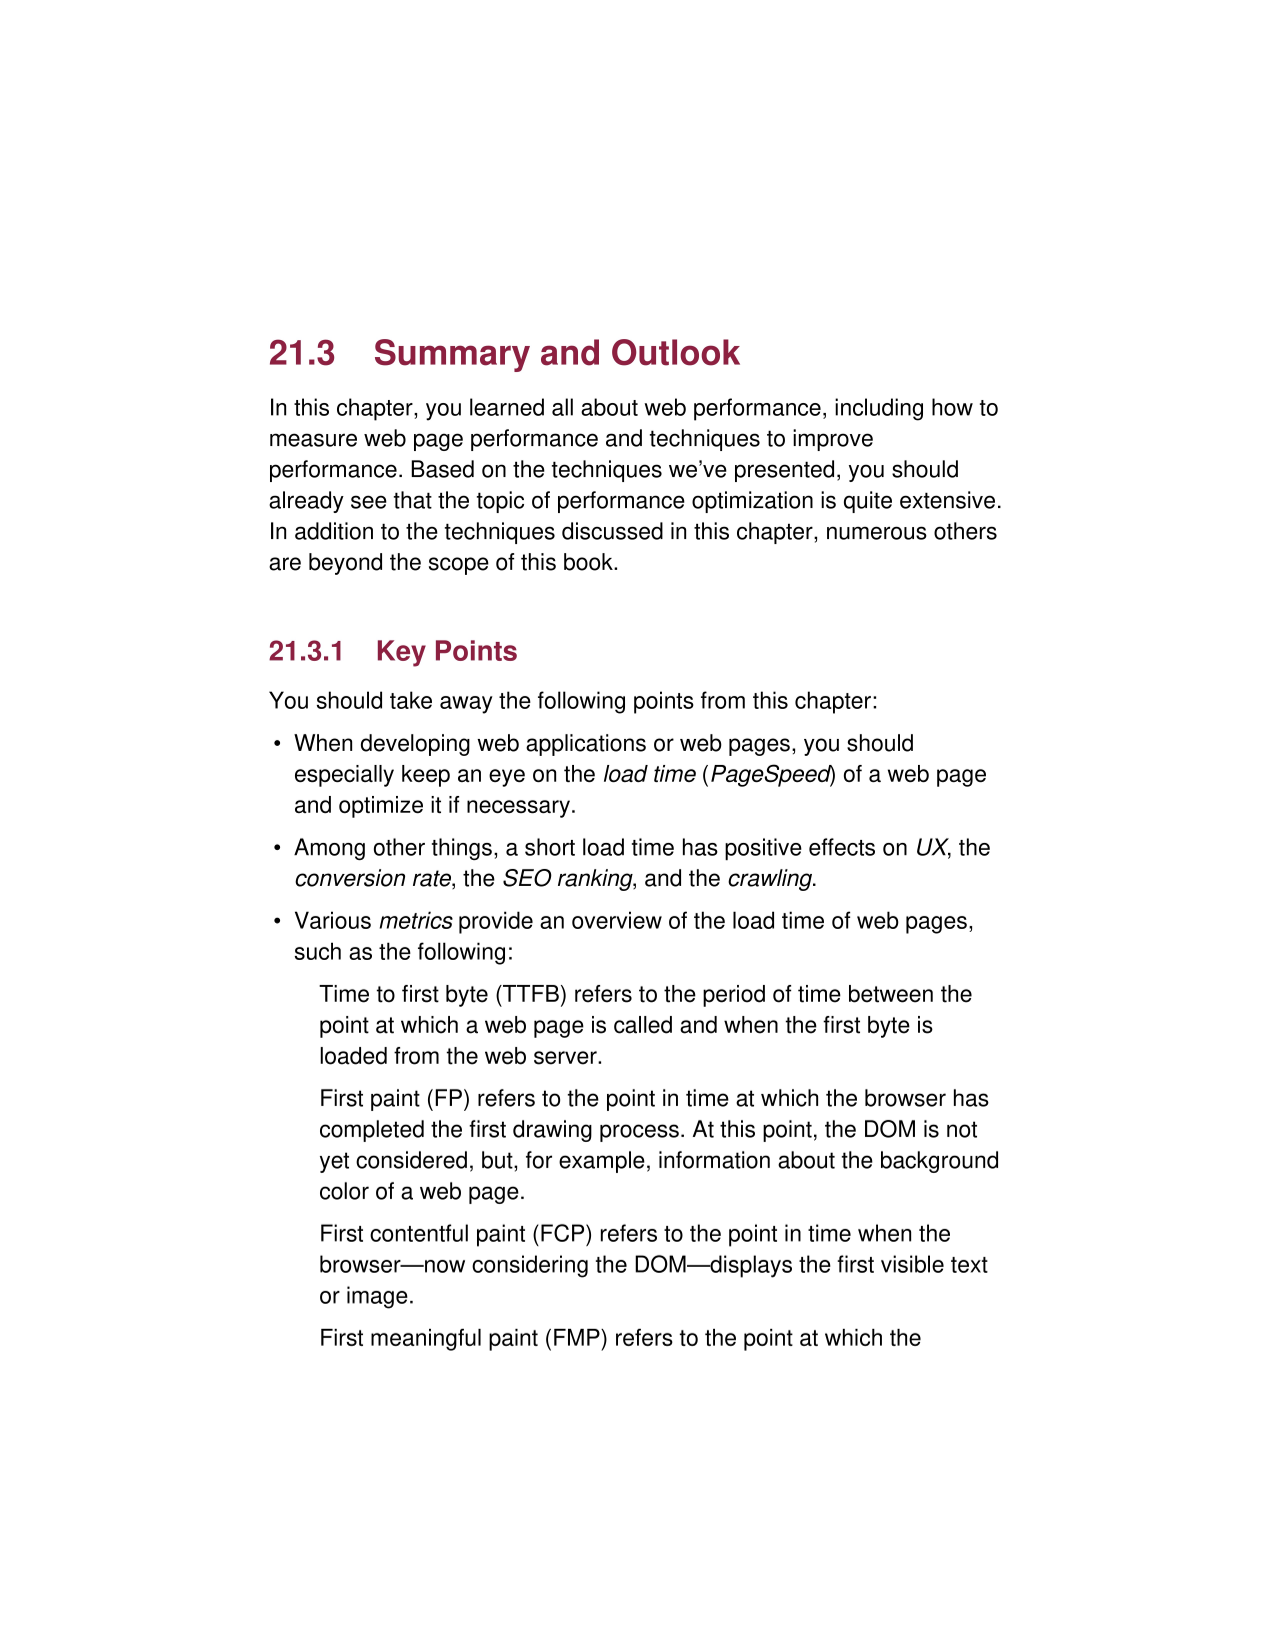 21.3 Summary and Outlook
In this chapter, you learned all about web performance, including how to
measure web page performance and techniques to improve
performance. Based on the techniques we’ve presented, you should
already see that the topic of performance optimization is quite extensive.
In addition to the techniques discussed in this chapter, numerous others
are beyond the scope of this book.
21.3.1 Key Points
You should take away the following points from this chapter:
• When developing web applications or web pages, you should
especially keep an eye on the load time (PageSpeed) of a web page
and optimize it if necessary.
• Among other things, a short load time has positive effects on UX, the
conversion rate, the SEO ranking, and the crawling.
• Various metrics provide an overview of the load time of web pages,
such as the following:
Time to first byte (TTFB) refers to the period of time between the
point at which a web page is called and when the first byte is
loaded from the web server.
First paint (FP) refers to the point in time at which the browser has
completed the first drawing process. At this point, the DOM is not
yet considered, but, for example, information about the background
color of a web page.
First contentful paint (FCP) refers to the point in time when the
browser—now considering the DOM—displays the first visible text
or image.
First meaningful paint (FMP) refers to the point at which the